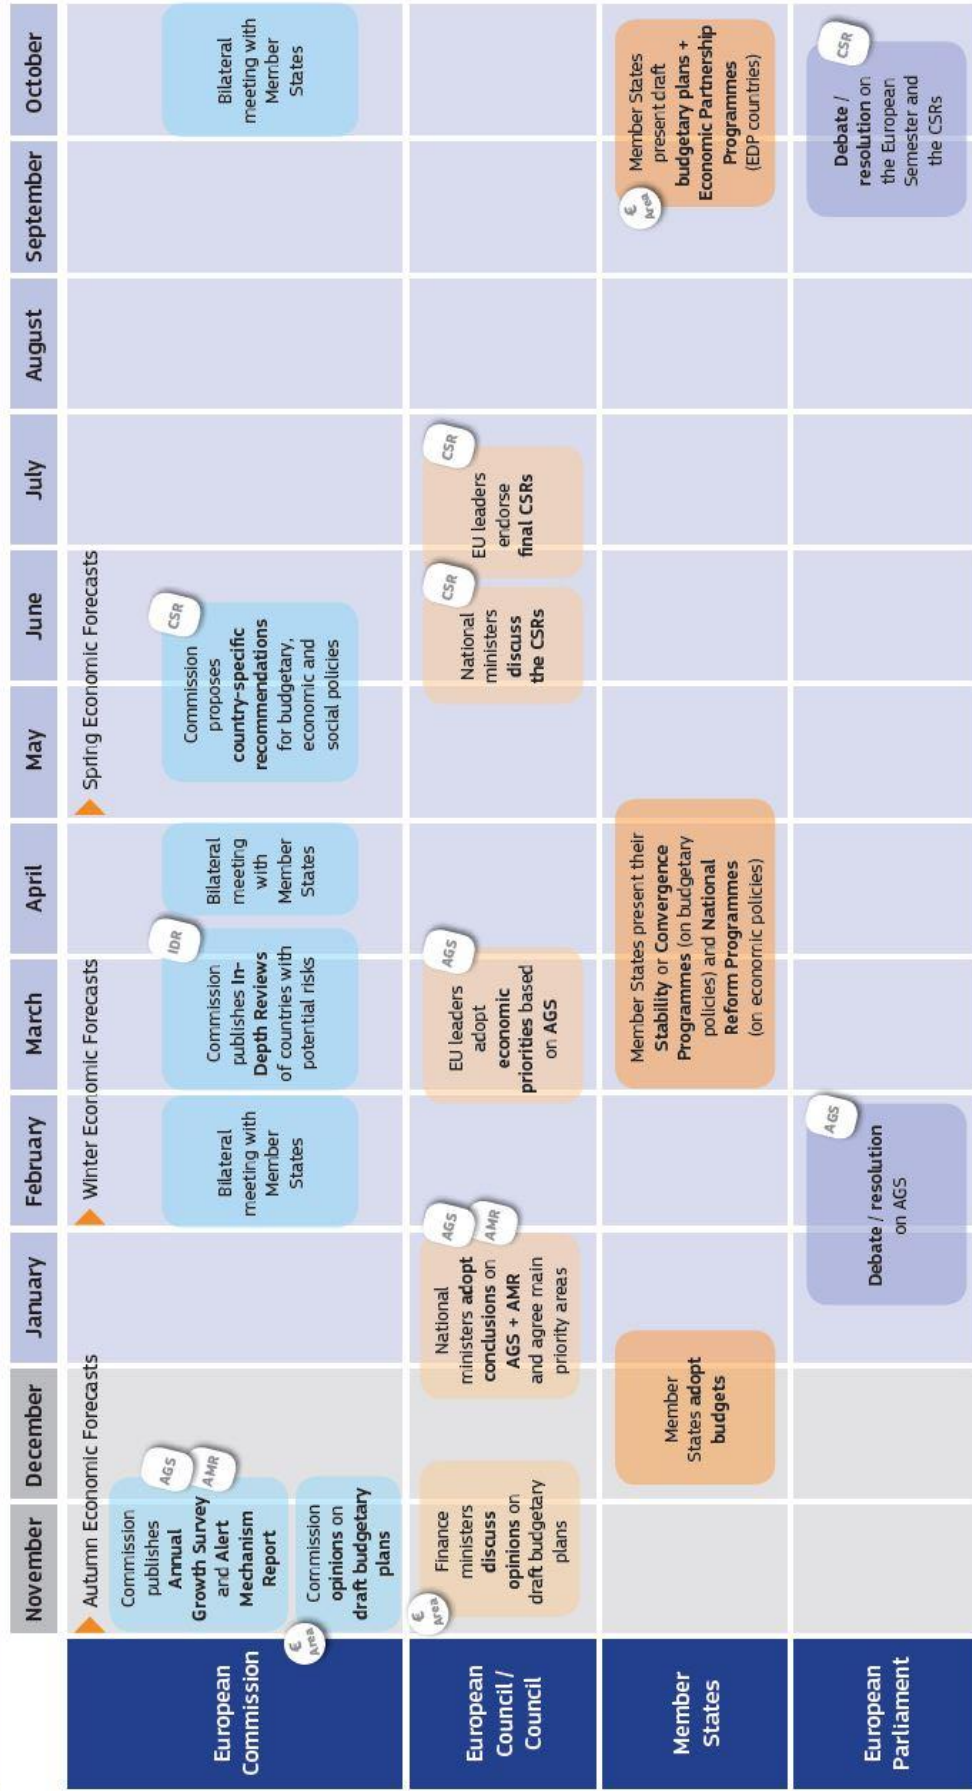 November
December
January
February
March
April
May
June
July
August
September
October
European
Commission
Autumn Economic Forecasts
Winter Economic Forecasts
Spring Economic Forecasts
Commission
publishes
Annual
Growth Survey
and Alert
Mechanism
Report
AGS
AMR
Commission
opinions on
draft budgetary
plans
€
Area
Bilateral
meeting with
Member
States
Commission
publishes In-
Depth Reviews
of countries with
potential risks
IDR
Bilateral
meeting
with
Member
States
Commission
proposes
country-specific
recommendations
for budgetary,
economic and
social policies
CSR
Bilateral
meeting with
Member
States
European
Council /
Council
€
Area
Finance
ministers
discuss
opinions on
draft budgetary
plans
National
ministers adopt
conclusions on
AGS + AMR
and agree main
priority areas
AGS
AMR
EU leaders
adopt
economic
priorities based
on AGS
AGS
National
ministers
discuss
the CSRs
CSR
EU leaders
endorse
final CSRs
CSR
Member
States
Member
States adopt
budgets
Member States present their
Stability or Convergence
Programmes (on budgetary
policies) and National
Reform Programmes
(on economic policies)
€
Area
Member States
present draft
budgetary plans +
Economic Partnership
Programmes
(EDP countries)
European
Parliament
Debate / resolution
on AGS
AGS
Debate /
resolution on
the European
Semester and
the CSRs
CSR